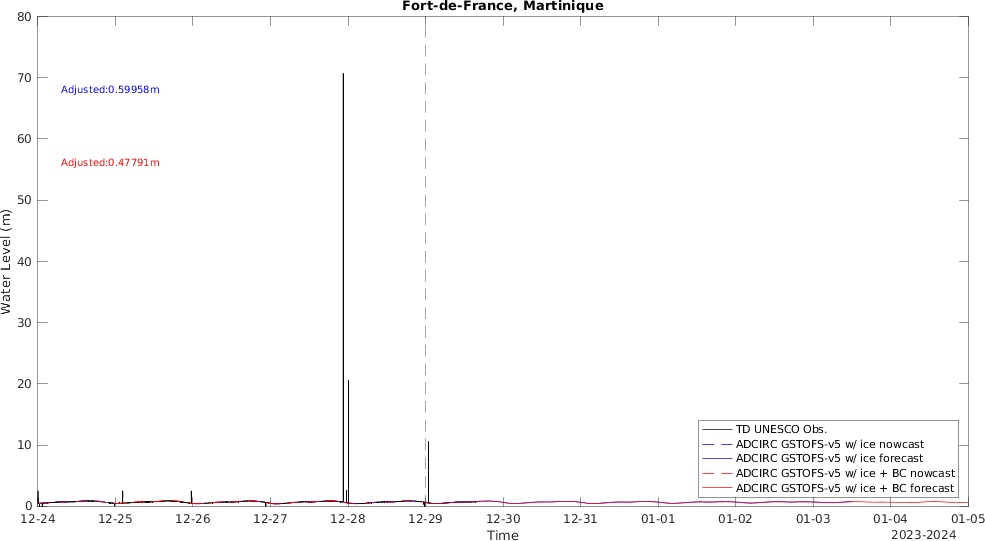 Fort-de-France, Martinique
80
70
60
50
40
30
20
10
0
Water Level (m)
Adjusted:0.59958m
Adjusted:0.47791m
TD UNESCO Obs.
ADCIRC GSTOFS-v5 w/ ice nowcast
ADCIRC GSTOFS-v5 w/ ice forecast
ADCIRC GSTOFS-v5 w/ ice + BC nowcast
ADCIRC GSTOFS-v5 w/ ice + BC forecast
12-24 12-25 12-26 12-27 12-28 12-29 12-30 12-31 01-01 01-02 01-03 01-04 01-05
Time
2023-2024